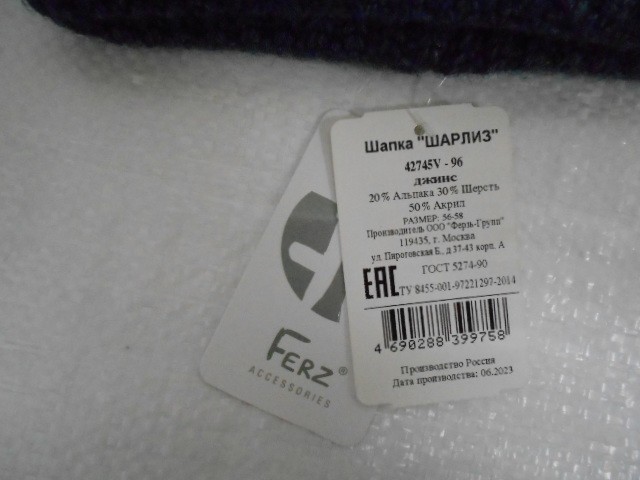 Шапка "ШАРЛИЗ"
42745V - 96
джинс
20% Альпака 30% Шерсть
50% Акрил
РАЗМЕР: 56-58
Производитель ООО "Ферзь-Групп"
119435, г. Москва
ул. Пироговская Б., д 37-43 корп. А
ГОСТ 5274-90
EAC
ТУ 8455-001-97221297-2014
4 690288 399758
Производство Россия
Дата производства: 06.2023
FERZ®
ACCESSORIES